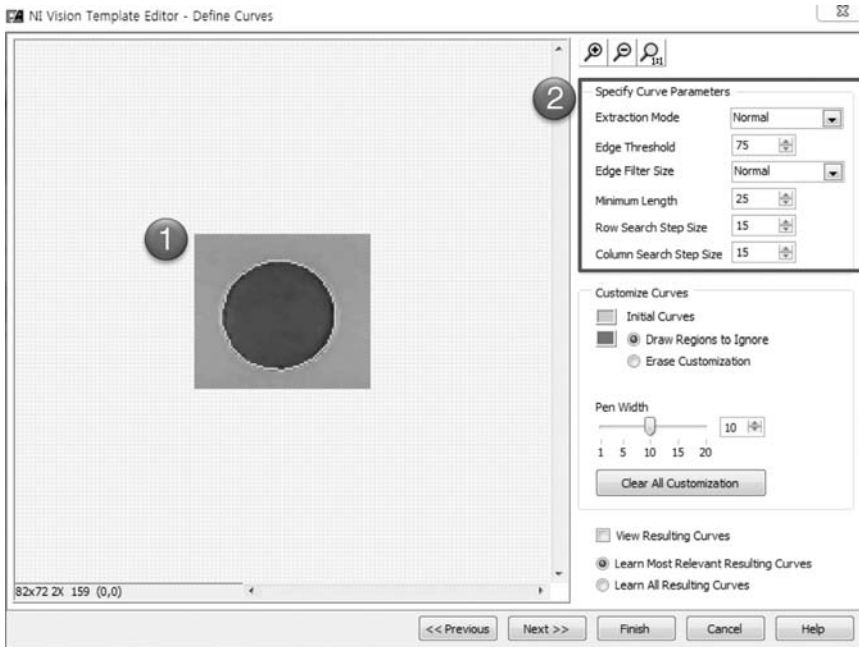 NI Vision Template Editor - Define Curves
1
82x72 2X 159 (0,0)
1:1
2
Specify Curve Parameters
Extraction Mode Normal
Edge Threshold 75
Edge Filter Size Normal
Minimum Length 25
Row Search Step Size 15
Column Search Step Size 15
Customize Curves
Initial Curves
Draw Regions to Ignore
Erase Customization
Pen Width
10
1 5 10 15 20
Clear All Customization
View Resulting Curves
Learn Most Relevant Resulting Curves
Learn All Resulting Curves
<< Previous Next >> Finish Cancel Help